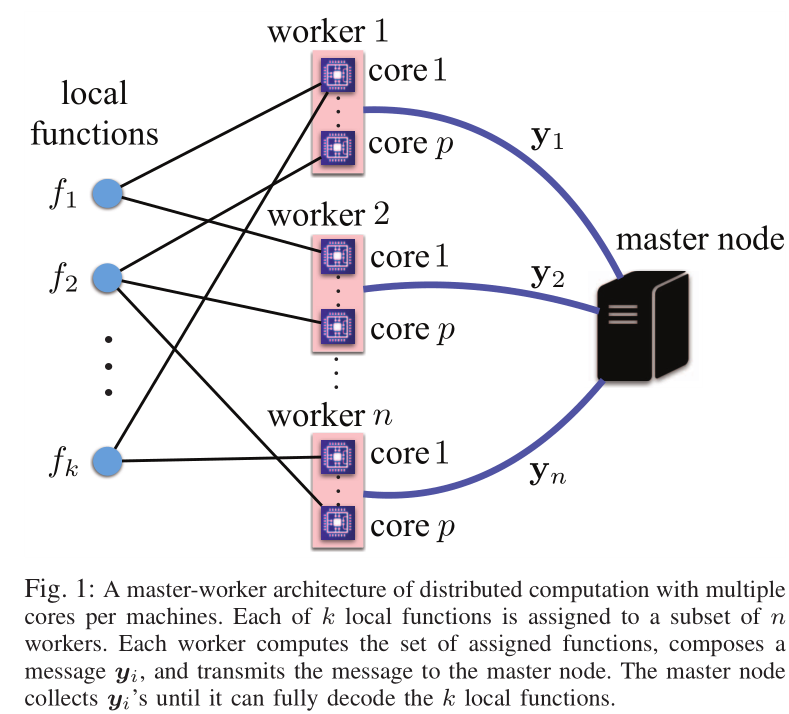 worker 1
core 1
local
functions
core p
y₁
f₁
worker 2
master node
core 1
y₂
f₂
core p
worker n
core 1
fₖ
yₙ
core p
Fig. 1: A master-worker architecture of distributed computation with multiple
cores per machines. Each of k local functions is assigned to a subset of n
workers. Each worker computes the set of assigned functions, composes a
message yᵢ, and transmits the message to the master node. The master node
collects yᵢ's until it can fully decode the k local functions.